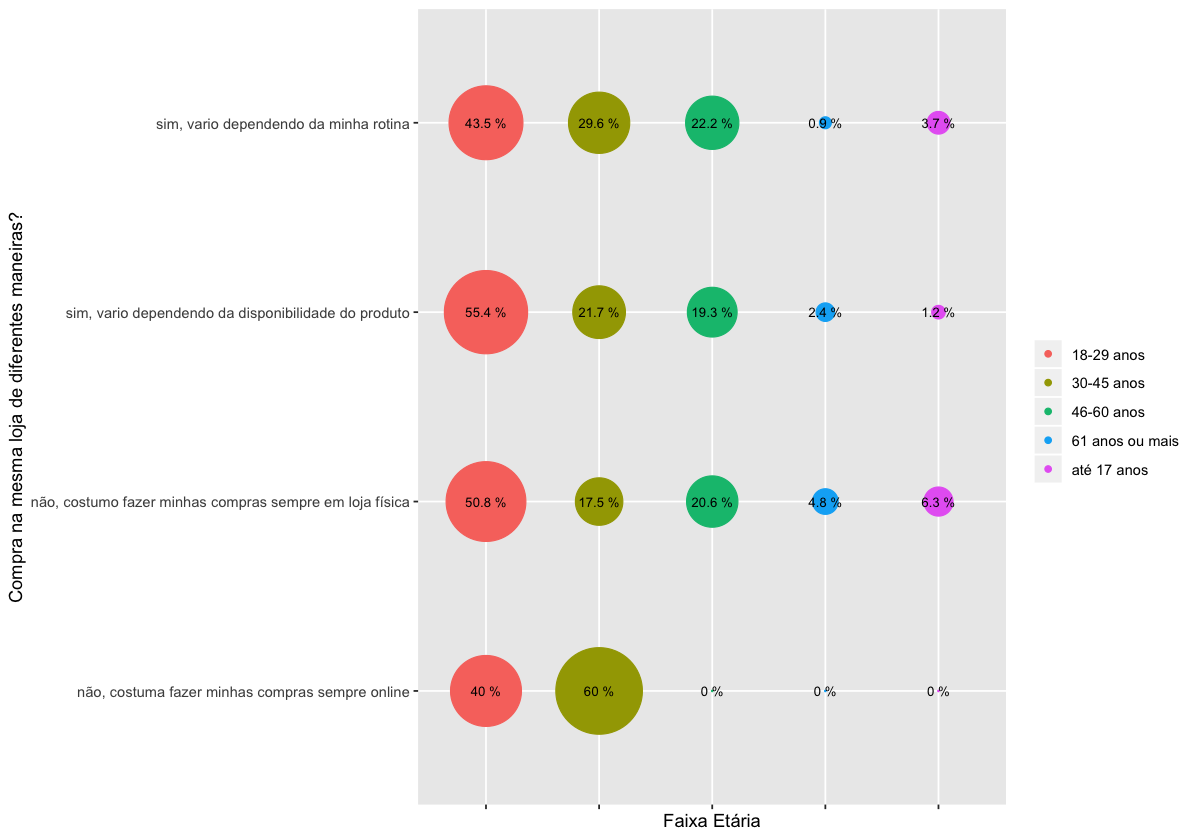 Compra na mesma loja de diferentes maneiras?
sim, vario dependendo da minha rotina
43.5 %
29.6 %
22.2 %
0.9 %
3.7 %
sim, vario dependendo da disponibilidade do produto
55.4 %
21.7 %
19.3 %
2.4 %
1.2 %
não, costumo fazer minhas compras sempre em loja física
50.8 %
17.5 %
20.6 %
4.8 %
6.3 %
não, costuma fazer minhas compras sempre online
40 %
60 %
0 %
0 %
0 %
Faixa Etária
18-29 anos
30-45 anos
46-60 anos
61 anos ou mais
até 17 anos